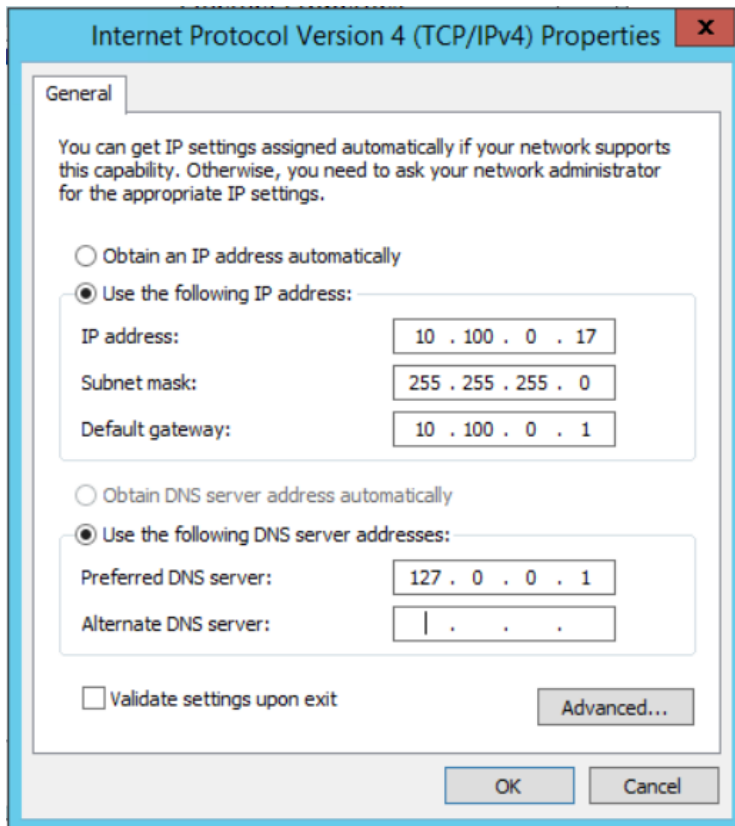 Internet Protocol Version 4 (TCP/IPv4) Properties
x
General
You can get IP settings assigned automatically if your network supports
this capability. Otherwise, you need to ask your network administrator
for the appropriate IP settings.
Obtain an IP address automatically
Use the following IP address:
IP address: 10 . 100 . 0 . 17
Subnet mask: 255 . 255 . 255 . 0
Default gateway: 10 . 100 . 0 . 1
Obtain DNS server address automatically
Use the following DNS server addresses:
Preferred DNS server: 127 . 0 . 0 . 1
Alternate DNS server: . . .
Validate settings upon exit
Advanced...
OK Cancel